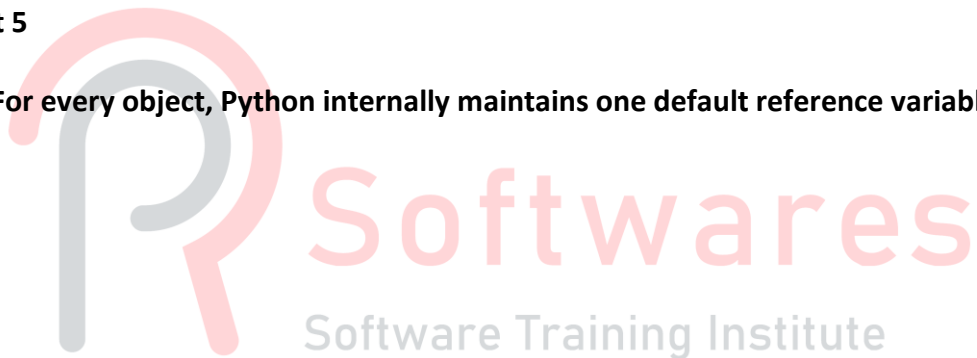 t 5
For every object, Python internally maintains one default reference variabl
Softwares
Software Training Institute